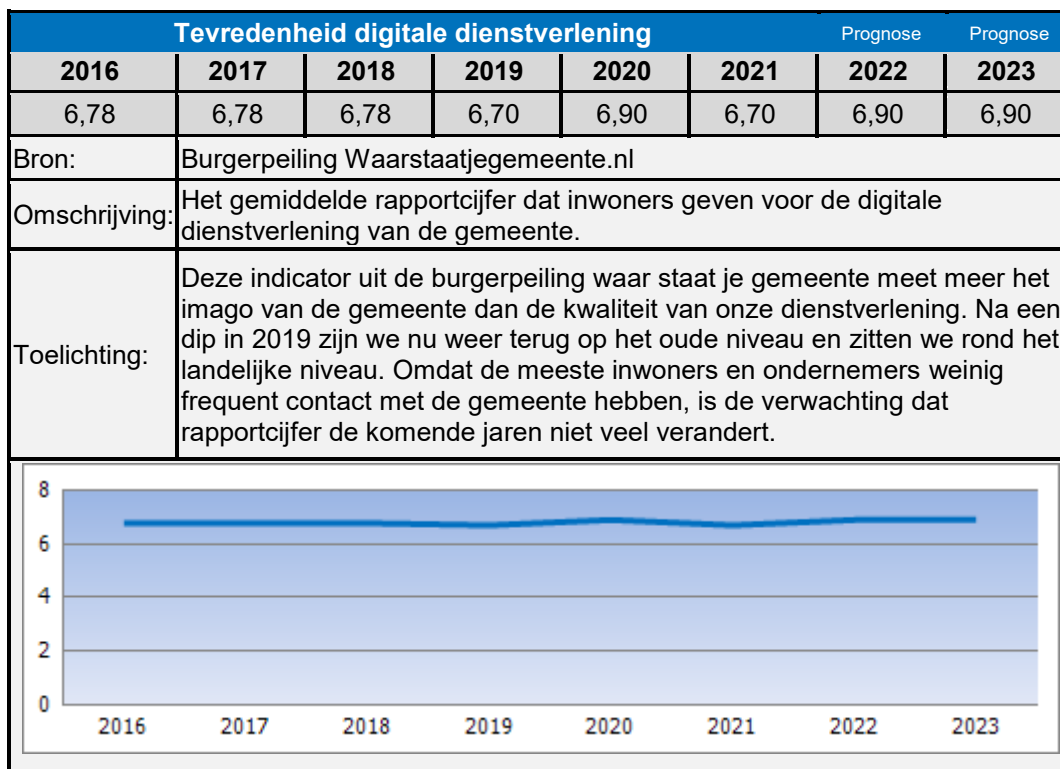 Tevredenheid digitale dienstverlening Prognose Prognose
2016 2017 2018 2019 2020 2021 2022 2023
6,78 6,78 6,78 6,70 6,90 6,70 6,90 6,90
Bron: Burgerpeiling Waarstaatjegemeente.nl
Omschrijving: Het gemiddelde rapportcijfer dat inwoners geven voor de digitale
dienstverlening van de gemeente.
Toelichting: Deze indicator uit de burgerpeiling waar staat je gemeente meet meer het
imago van de gemeente dan de kwaliteit van onze dienstverlening. Na een
dip in 2019 zijn we nu weer terug op het oude niveau en zitten we rond het
landelijke niveau. Omdat de meeste inwoners en ondernemers weinig
frequent contact met de gemeente hebben, is de verwachting dat
rapportcijfer de komende jaren niet veel verandert.
8
6
4
2
0
2016 2017 2018 2019 2020 2021 2022 2023